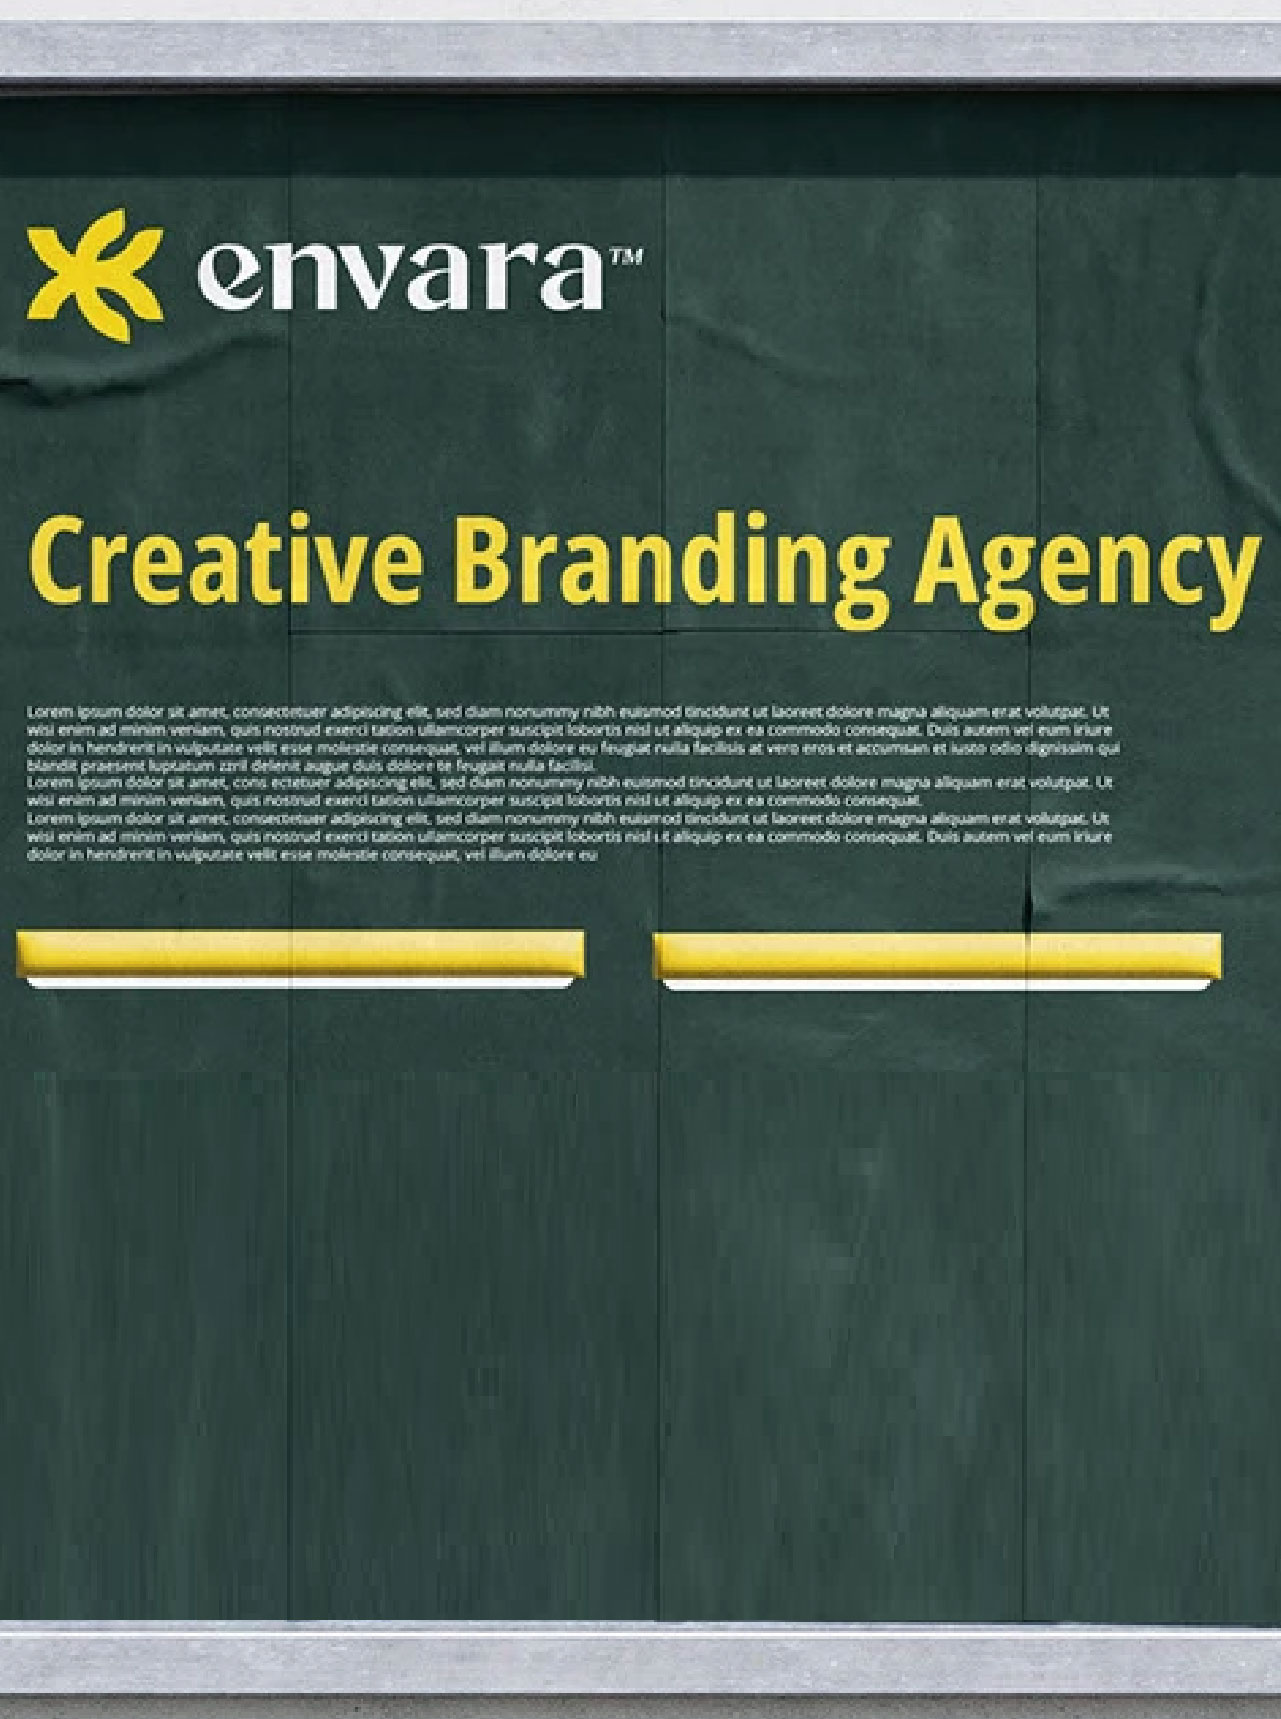 envara™
Creative Branding Agency
Lorem ipsum dolor sit amet, consectetuer adipiscing elit, sed diam nonummy nibh euismod tincidunt ut laoreet dolore magna aliquam erat volutpat. Ut
wisi enim ad minim veniam, quis nostrud exerci tation ullamcorper suscipit lobortis nisl ut aliquip ex ea commodo consequat. Duis autem vel eum iriure
dolor in hendrerit in vulputate velit esse molestie consequat, vel illum dolore eu feugiat nulla facilisis at vero eros et accumsan et iusto odio dignissim qui
blandit praesent luptatum zzril delenit augue duis dolore te feugait nulla facilisi.
Lorem ipsum dolor sit amet, cons ectetuer adipiscing elit, sed diam nonummy nibh euismod tincidunt ut laoreet dolore magna aliquam erat volutpat. Ut
wisi enim ad minim veniam, quis nostrud exerci tation ullamcorper suscipit lobortis nisl ut aliquip ex ea commodo consequat.
Lorem ipsum dolor sit amet, consectetuer adipiscing elit, sed diam nonummy nibh euismod tincidunt ut laoreet dolore magna aliquam erat volutpat. Ut
wisi enim ad minim veniam, quis nostrud exerci tation ullamcorper suscipit lobortis nisl ut aliquip ex ea commodo consequat. Duis autem vel eum iriure
dolor in hendrerit in vulputate velit esse molestie consequat, vel illum dolore eu